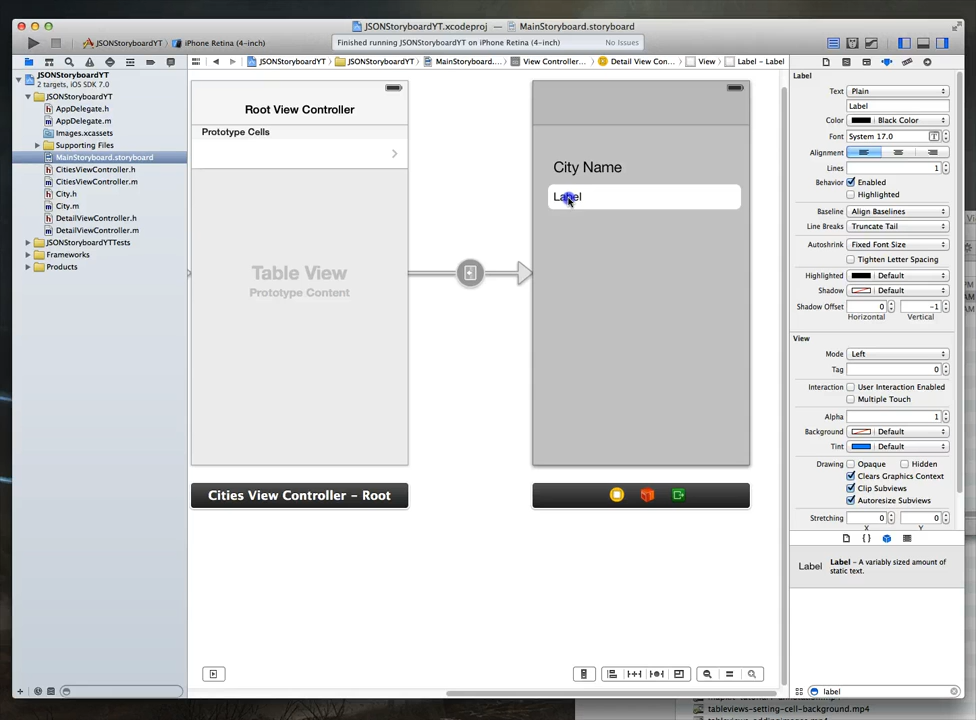 JSONStoryboardYT.xcodeproj — MainStoryboard.storyboard
JSONStoryboardYT iPhone Retina (4-inch)
Finished running JSONStoryboardYT on iPhone Retina (4-inch) No Issues
JSONStoryboardYT
2 targets, iOS SDK 7.0
JSONStoryboardYT
AppDelegate.h
AppDelegate.m
Images.xcassets
Supporting Files
MainStoryboard.storyboard
CitiesViewController.h
CitiesViewController.m
City.h
City.m
DetailViewController.h
DetailViewController.m
JSONStoryboardYTTests
Frameworks
Products
JSONStoryboardYT JSONStoryboardYT MainStoryboard.... View Controller... Detail View Con... View Label – Label
Root View Controller
Prototype Cells
Table View
Prototype Content
Cities View Controller – Root
City Name
Label
Label
Text Plain
Label
Color Black Color
Font System 17.0
Alignment
Lines 1
Behavior Enabled
Highlighted
Baseline Align Baselines
Line Breaks Truncate Tail
Autoshrink Fixed Font Size
Tighten Letter Spacing
Highlighted Default
Shadow Default
Shadow Offset 0 −1
Horizontal Vertical
View
Mode Left
Tag 0
Interaction User Interaction Enabled
Multiple Touch
Alpha 1
Background Default
Tint Default
Drawing Opaque Hidden
Clears Graphics Context
Clip Subviews
Autoresize Subviews
Stretching 0 0
X Y
Label Label – A variably sized amount of
static text.
label
tableviews-setting-cell-background.mp4